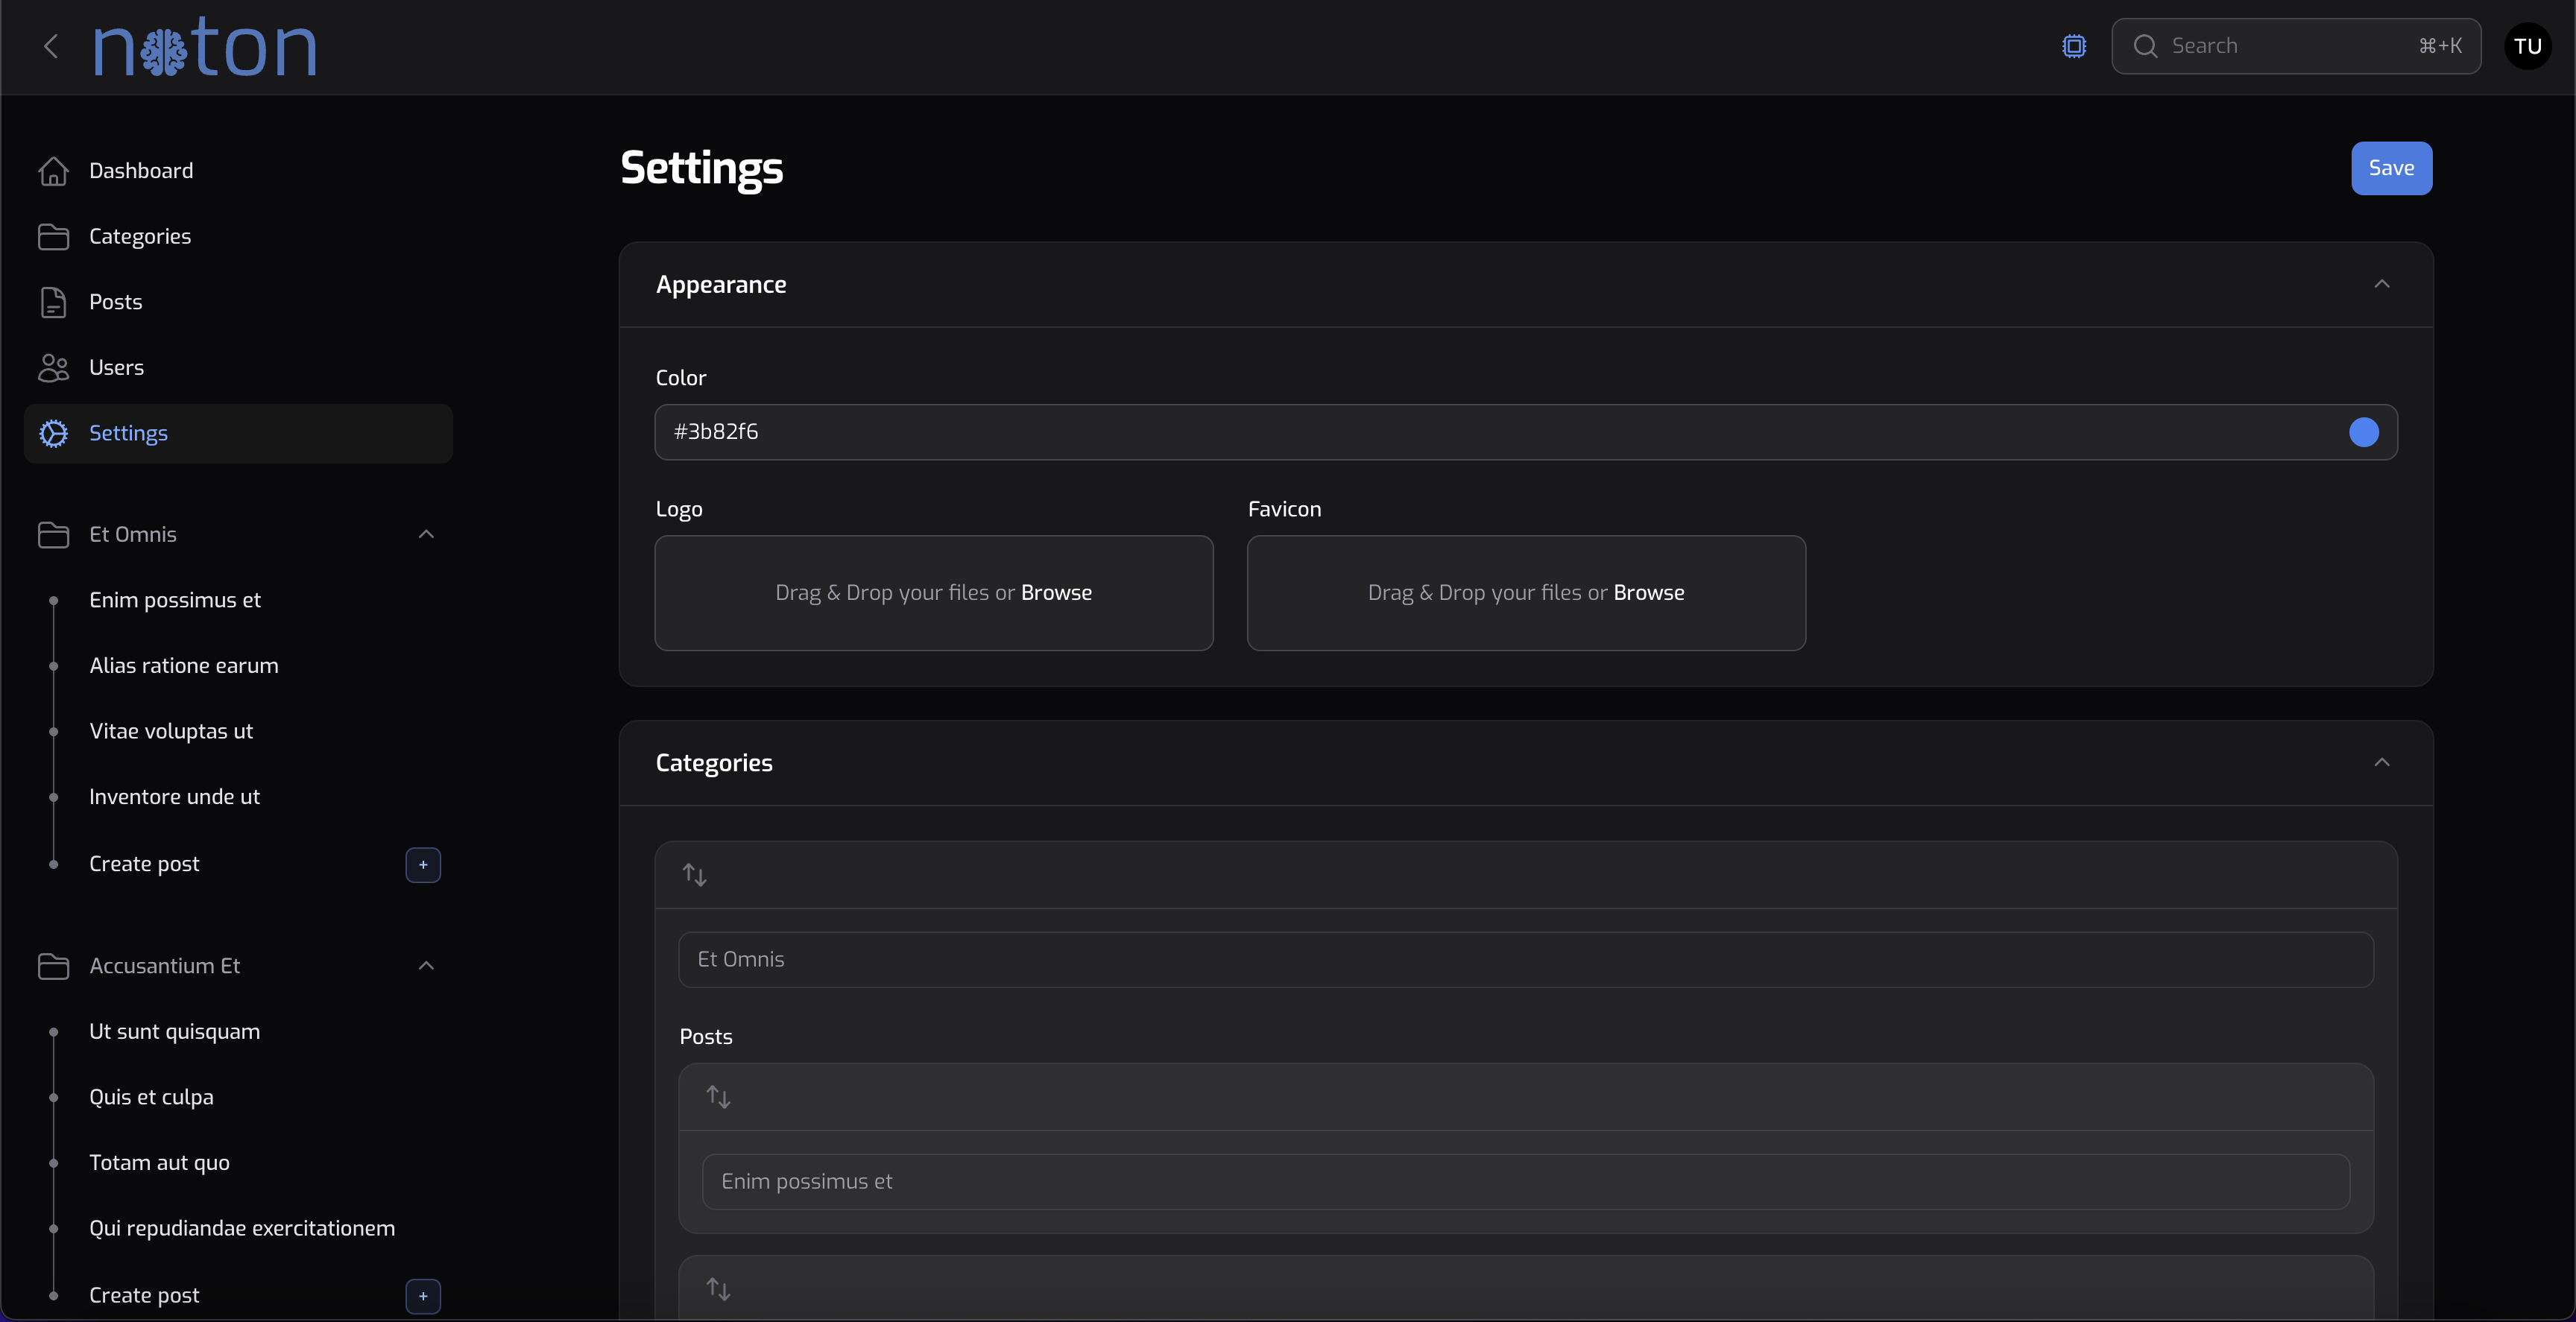 noton
Search ⌘+K
TU
Dashboard
Categories
Posts
Users
Settings
Et Omnis
Enim possimus et
Alias ratione earum
Vitae voluptas ut
Inventore unde ut
Create post +
Accusantium Et
Ut sunt quisquam
Quis et culpa
Totam aut quo
Qui repudiandae exercitationem
Create post +
Settings
Save
Appearance
Color
#3b82f6
Logo
Favicon
Drag & Drop your files or Browse
Drag & Drop your files or Browse
Categories
Et Omnis
Posts
Enim possimus et